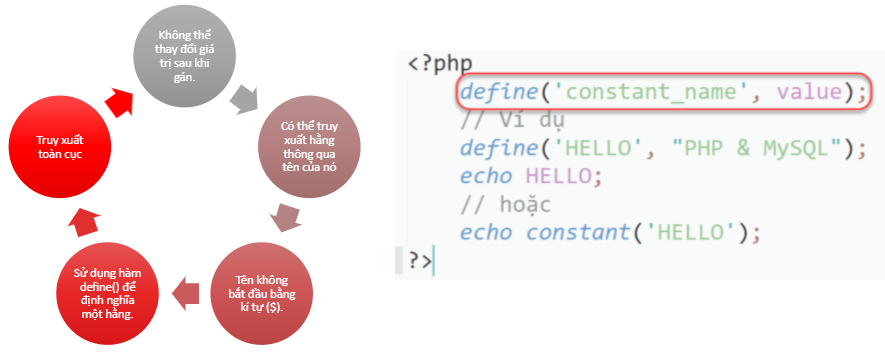 Không thể
thay đổi giá
trị sau khi
gán.
Có thể truy
xuất hằng
thông qua
tên của nó
Tên không
bắt đầu bằng
kí tự ($).
Sử dụng hàm
define() để
định nghĩa
một hằng.
Truy xuất
toàn cục
<?php
define('constant_name', value);
// Ví dụ
define('HELLO', "PHP & MySQL");
echo HELLO;
// hoặc
echo constant('HELLO');
?>